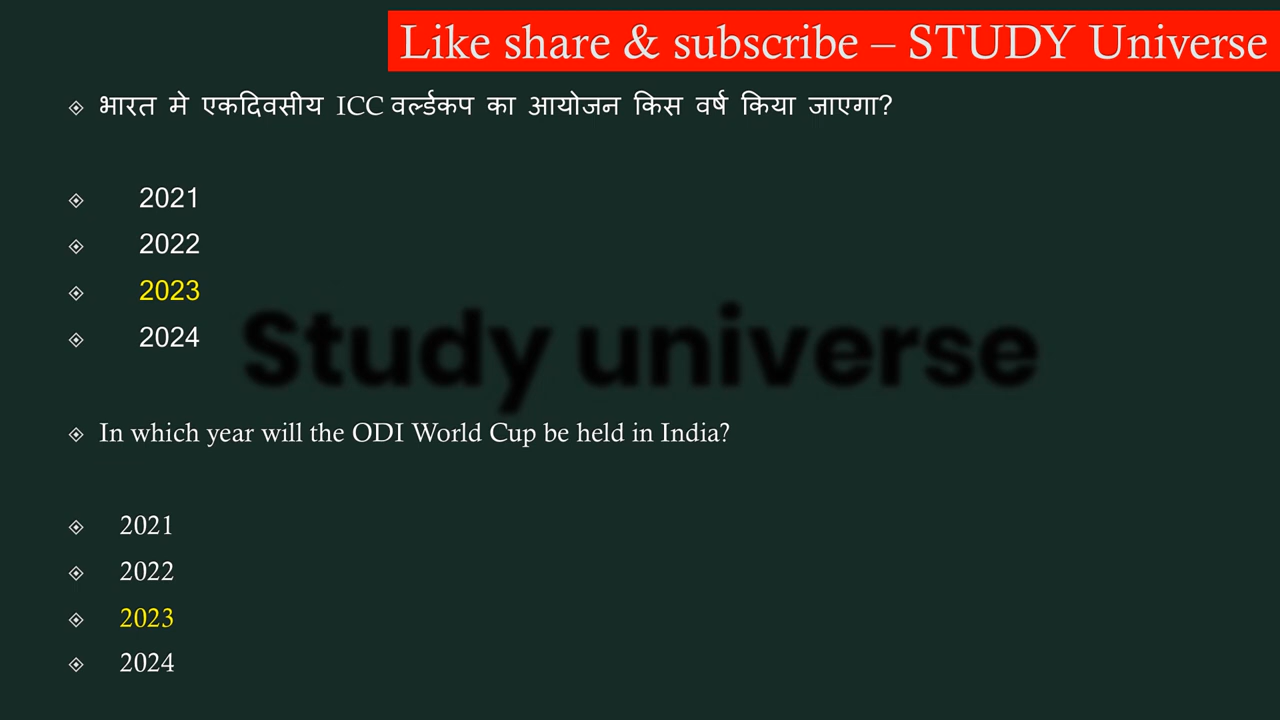 Like share & subscribe – STUDY Universe
भारत मे एकदिवसीय ICC वर्ल्डकप का आयोजन किस वर्ष किया जाएगा?
2021
2022
2023
2024
Study universe
In which year will the ODI World Cup be held in India?
2021
2022
2023
2024